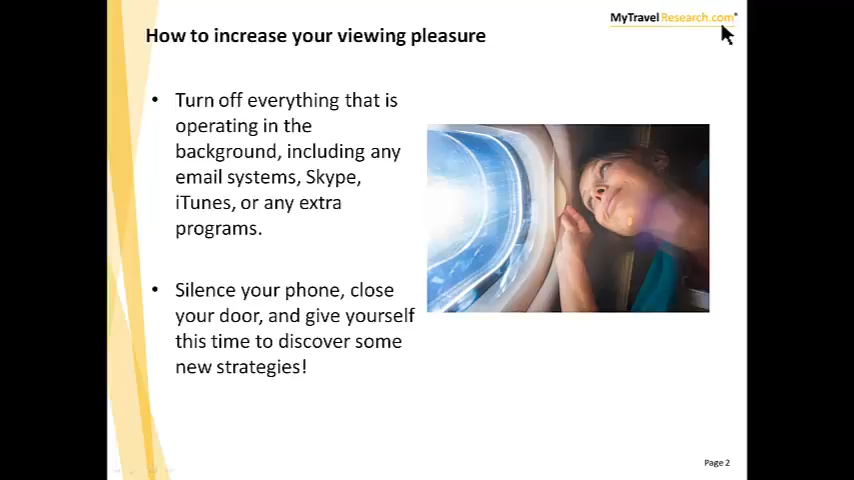 MyTravelResearch.com®
How to increase your viewing pleasure
• Turn off everything that is
operating in the
background, including any
email systems, Skype,
iTunes, or any extra
programs.
• Silence your phone, close
your door, and give yourself
this time to discover some
new strategies!
Page 2